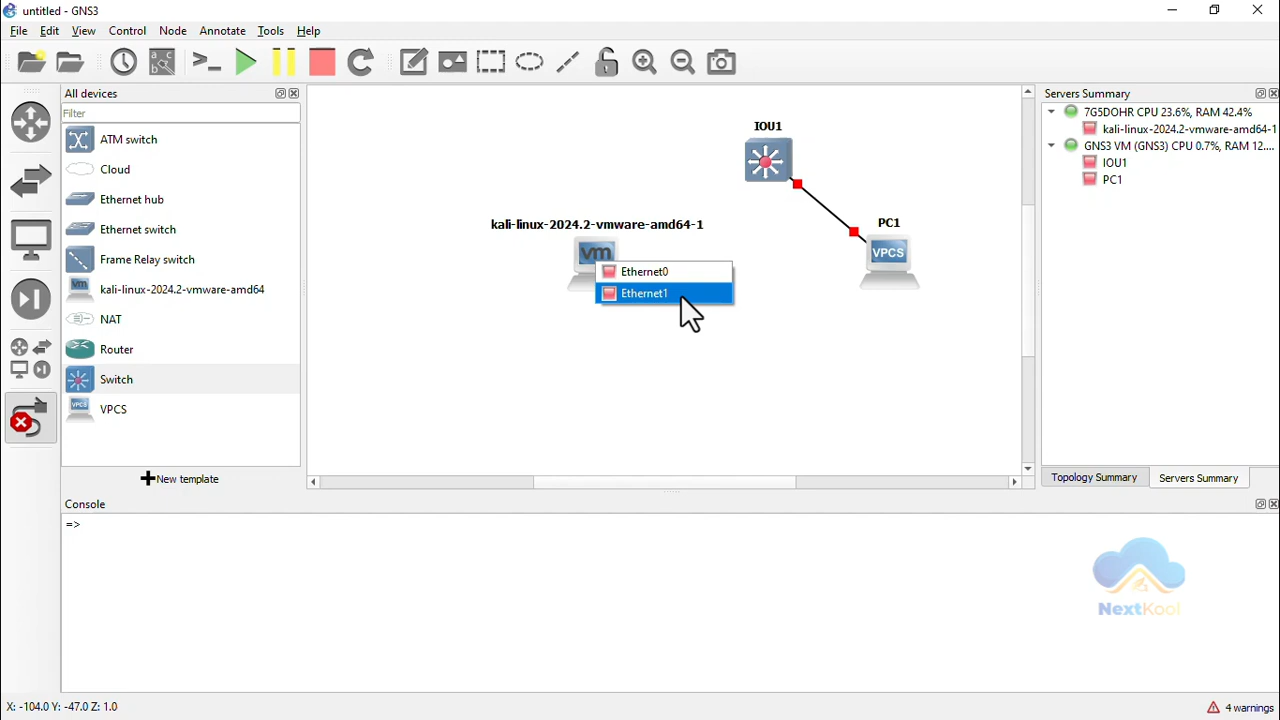 untitled - GNS3
File Edit View Control Node Annotate Tools Help
All devices
Filter
ATM switch
Cloud
Ethernet hub
Ethernet switch
Frame Relay switch
vm kali-linux-2024.2-vmware-amd64
NAT
Router
Switch
VPCS VPCS
New template
IOU1
kali-linux-2024.2-vmware-amd64-1
vm
PC1
VPCS
Ethernet0
Ethernet1
Servers Summary
7G5DOHR CPU 23.6%, RAM 42.4%
kali-linux-2024.2-vmware-amd64-1
GNS3 VM (GNS3) CPU 0.7%, RAM 12....
IOU1
PC1
Topology Summary Servers Summary
Console
=>
NextKool
X: -104.0 Y: -47.0 Z: 1.0
4 warnings